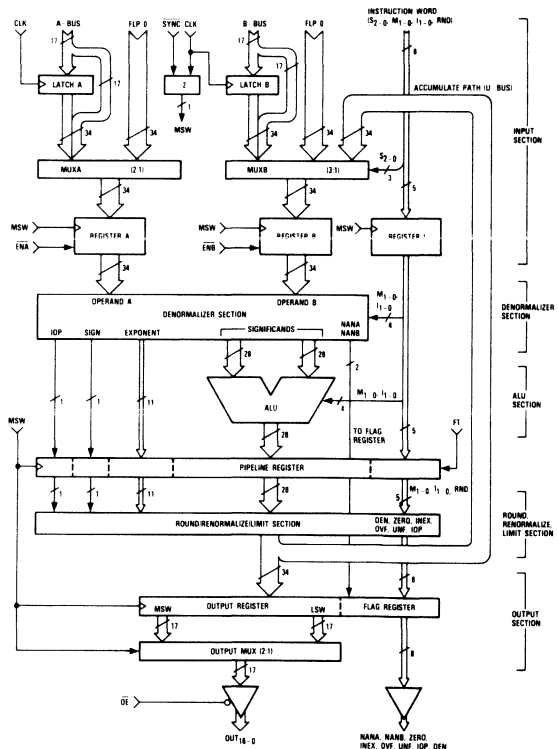 CLK A-BUS FLP 0 SYNC CLK B-BUS FLP 0 INSTRUCTION WORD
(S2-0, M1-0, I1-0, RND)
17 17 8
LATCH A 17 2 LATCH B 17 ACCUMULATE PATH (U-BUS)
1
MSW
INPUT SECTION
34 34 34 34 34
S2-0
3
MUXA (2:1) MUXB (3:1)
34 34 5
MSW REGISTER A MSW REGISTER B MSW REGISTER I
ENA ENB
34 34
OPERAND A OPERAND B M1-0,
I1-0
4
DENORMALIZER SECTION
DENORMALIZER SECTION
IOP SIGN EXPONENT SIGNIFICANDS NANA
NANB
28 28 2
ALU M1-0, I1-0
4
ALU SECTION
MSW 1 1 11 28 TO FLAG REGISTER 5 FT
PIPELINE REGISTER
1 1 11 28 5 M1-0, I1-0, RND
ROUND/RENORMALIZE/LIMIT SECTION DEN, ZERO, INEX,
OVF, UNF, IOP
ROUND, RENORMALIZE, LIMIT SECTION
34 6
OUTPUT REGISTER FLAG REGISTER
MSW LSW
17 17
OUTPUT SECTION
OUTPUT MUX (2:1)
17 8
OE
OUT16-0 NANA, NANB, ZERO,
INEX, OVF, UNF, IOP, DEN